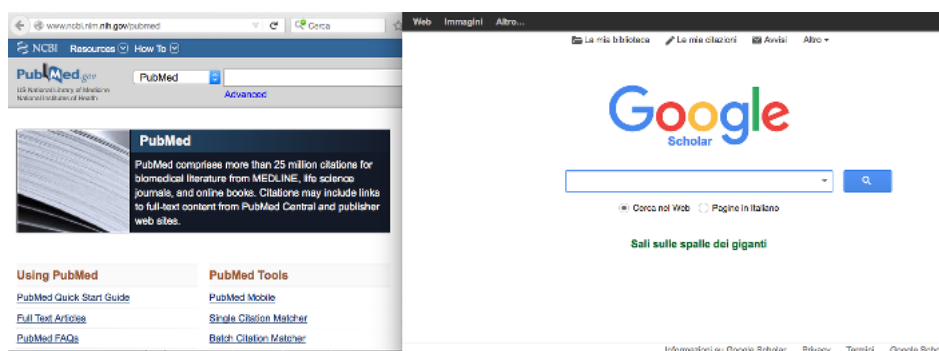 www.ncbi.nlm.nih.gov/pubmed
Cerca
NCBI Resources How To
PubMed.gov
US National Library of Medicine
National Institutes of Health
PubMed
Advanced
PubMed
PubMed comprises more than 25 million citations for
biomedical literature from MEDLINE, life science
journals, and online books. Citations may include links
to full-text content from PubMed Central and publisher
web sites.
Using PubMed
PubMed Quick Start Guide
Full Text Articles
PubMed FAQs
PubMed Tools
PubMed Mobile
Single Citation Matcher
Batch Citation Matcher
Web Immagini Altro...
La mia biblioteca Le mie citazioni Avvisi Altro
Google
Scholar
Cerca nel Web Pagine in Italiano
Sali sulle spalle dei giganti
Informazioni su Google Scholar Privacy Termini Google Scho